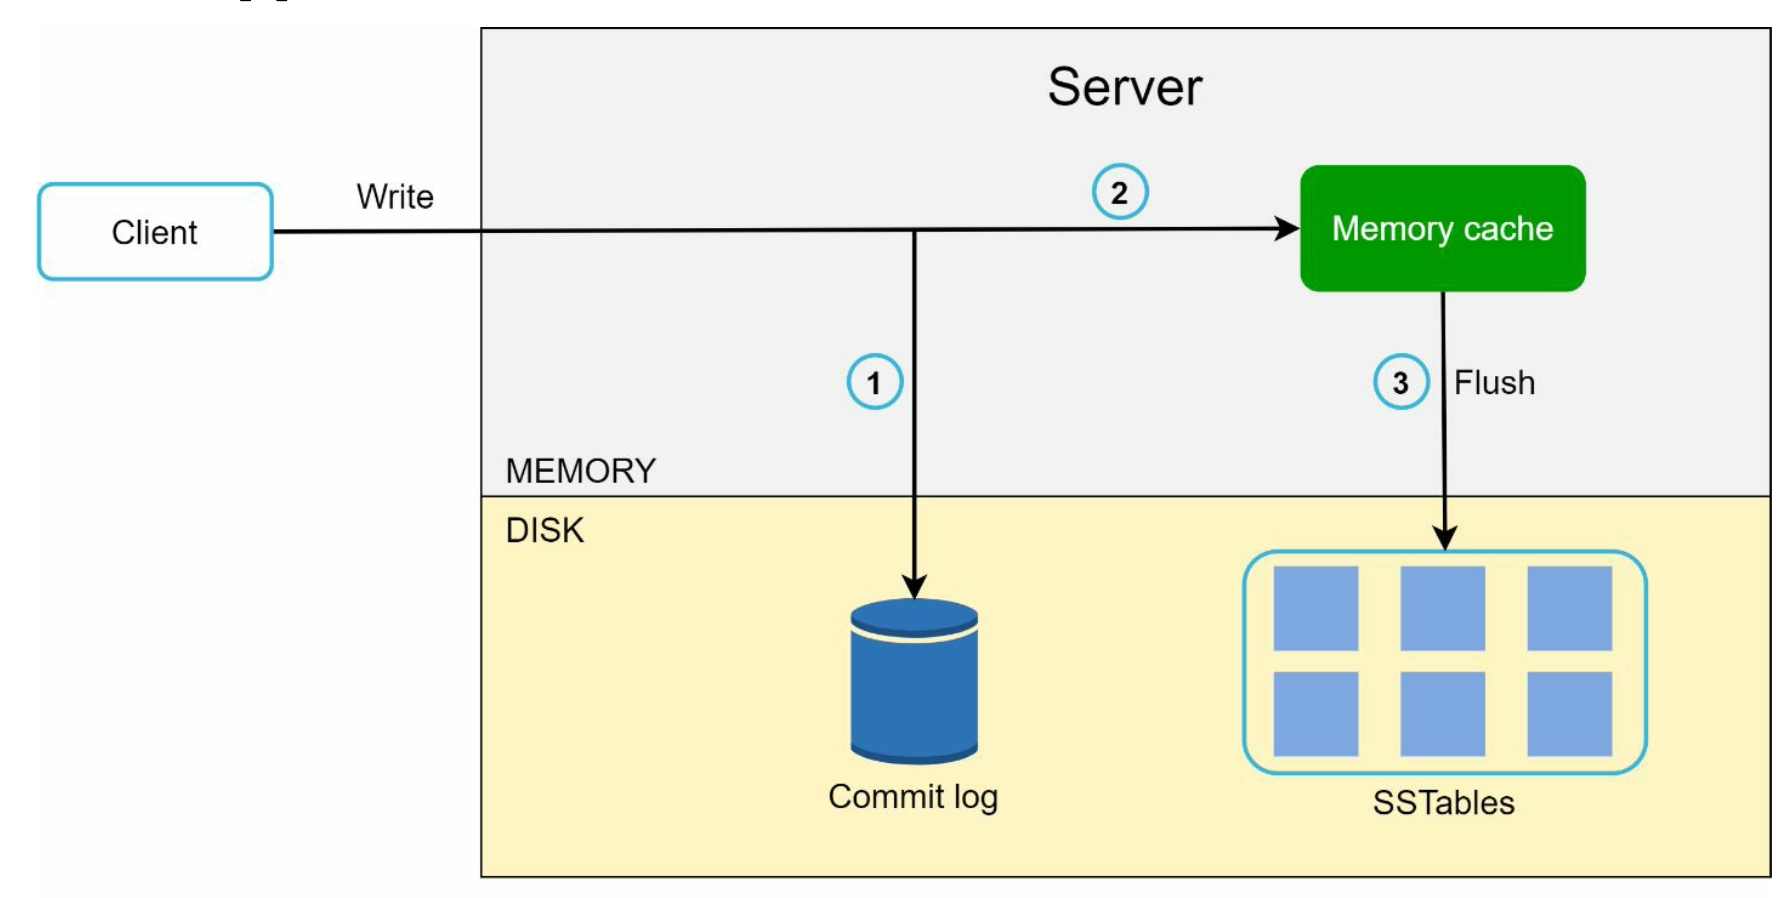 Server
Client
Write
2
Memory cache
1
3
Flush
MEMORY
DISK
Commit log
SSTables